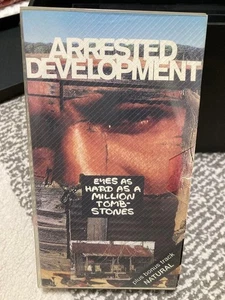 ARRESTED
DEVELOPMENT
EYES AS
HARD AS A
MILLION
TOMB-
STONES
plus bonus track
NATURAL